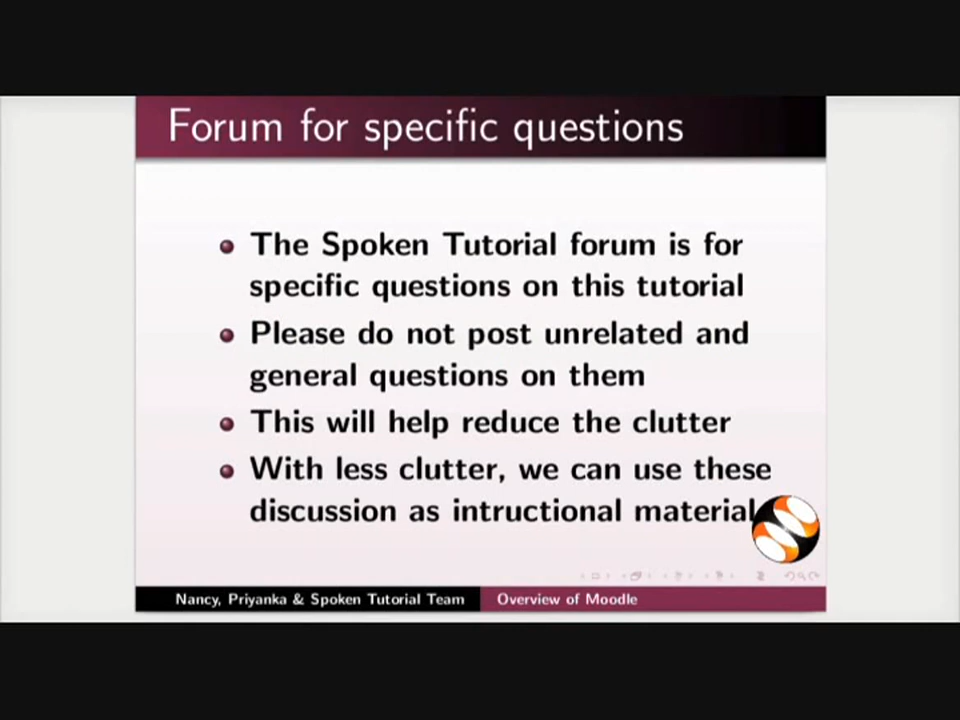 Forum for specific questions
The Spoken Tutorial forum is for
specific questions on this tutorial
Please do not post unrelated and
general questions on them
This will help reduce the clutter
With less clutter, we can use these
discussion as intructional material
Nancy, Priyanka & Spoken Tutorial Team
Overview of Moodle